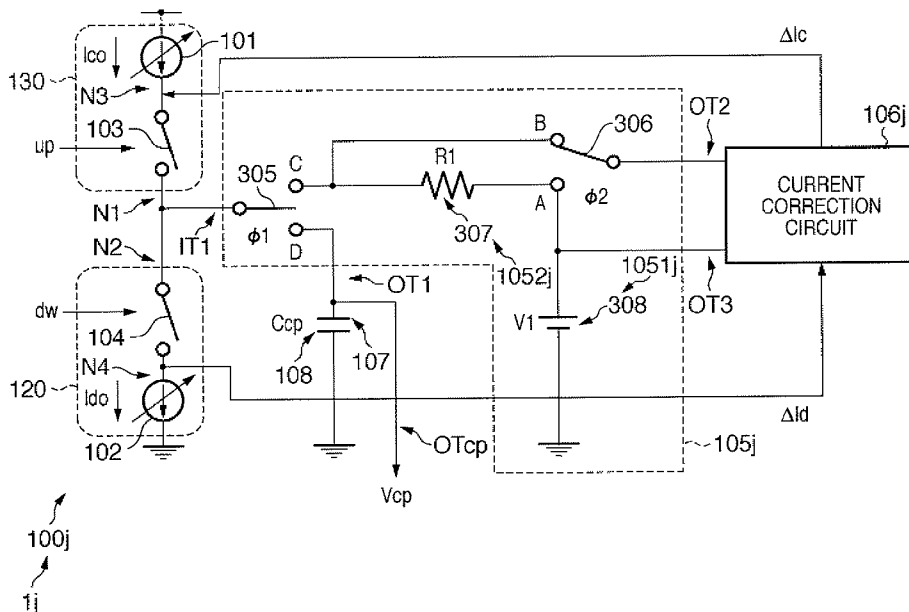 Ico
101
ΔIc
130
N3
OT2
106j
103
B
306
up
305
C
R1
CURRENT
CORRECTION
CIRCUIT
N1
A
ϕ2
ϕ1
307
N2
IT1
D
1052j
1051j
OT1
OT3
dw
308
104
Ccp
V1
107
108
N4
120
Ido
ΔId
102
OTcp
105j
Vcp
100j
1j